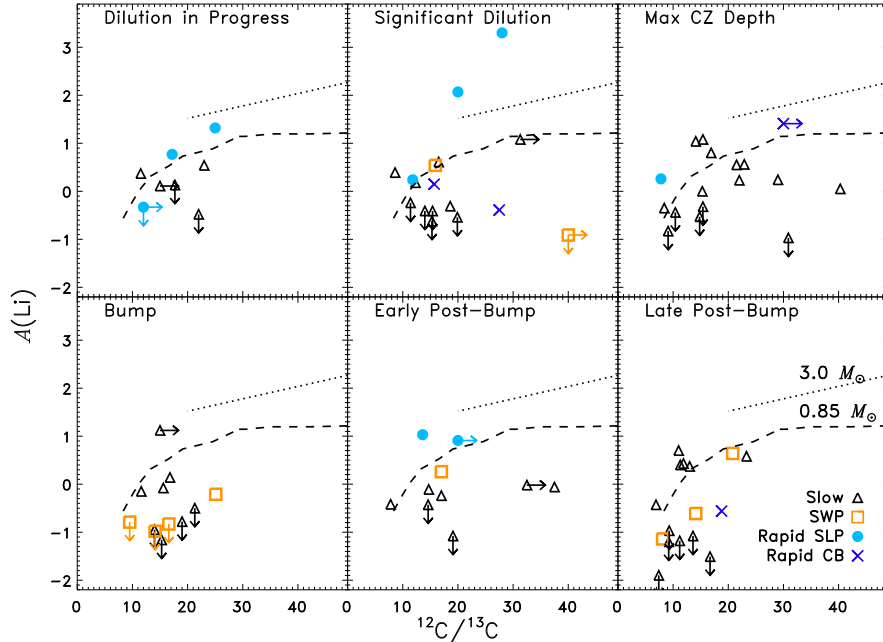 Dilution in Progress
Significant Dilution
Max CZ Depth
3
2
1
0
-1
-2
A(Li)
Bump
Early Post-Bump
Late Post-Bump
3.0 M☉
0.85 M☉
Slow
SWP
Rapid SLP
Rapid CB
3
2
1
0
-1
-2
0 10 20 30 40 0 10 20 30 40 0 10 20 30 40
¹²C/¹³C